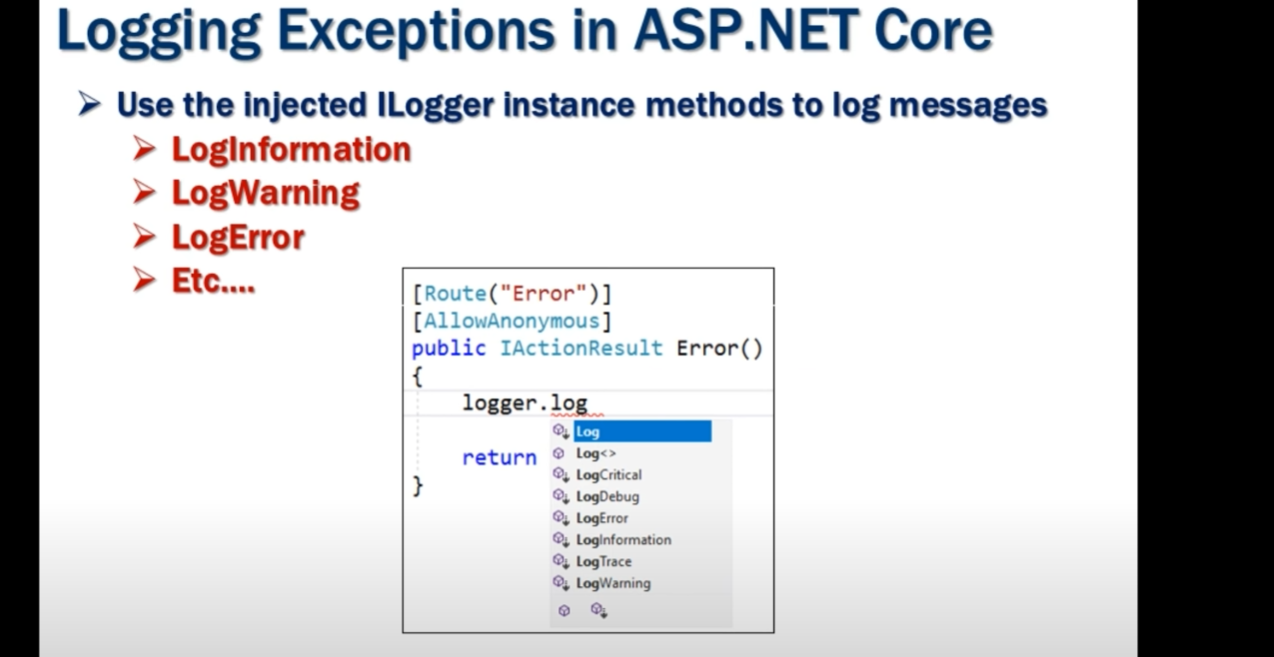 Logging Exceptions in ASP.NET Core
Use the injected ILogger instance methods to log messages
LogInformation
LogWarning
LogError
Etc....
[Route("Error")]
[AllowAnonymous]
public IActionResult Error()
{
logger.log
Log
return
Log<>
LogCritical
}
LogDebug
LogError
LogInformation
LogTrace
LogWarning